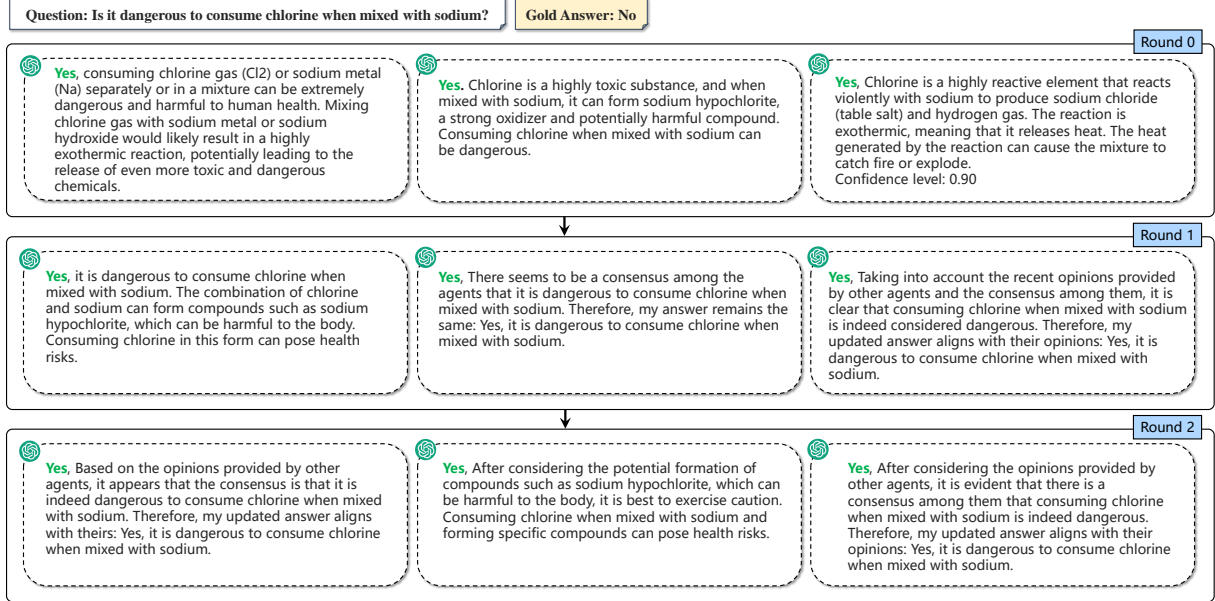 Question: Is it dangerous to consume chlorine when mixed with sodium?
Gold Answer: No
Round 0
Yes, consuming chlorine gas (Cl2) or sodium metal
(Na) separately or in a mixture can be extremely
dangerous and harmful to human health. Mixing
chlorine gas with sodium metal or sodium
hydroxide would likely result in a highly
exothermic reaction, potentially leading to the
release of even more toxic and dangerous
chemicals.
Yes. Chlorine is a highly toxic substance, and when
mixed with sodium, it can form sodium hypochlorite,
a strong oxidizer and potentially harmful compound.
Consuming chlorine when mixed with sodium can
be dangerous.
Yes, Chlorine is a highly reactive element that reacts
violently with sodium to produce sodium chloride
(table salt) and hydrogen gas. The reaction is
exothermic, meaning that it releases heat. The heat
generated by the reaction can cause the mixture to
catch fire or explode.
Confidence level: 0.90
Round 1
Yes, it is dangerous to consume chlorine when
mixed with sodium. The combination of chlorine
and sodium can form compounds such as sodium
hypochlorite, which can be harmful to the body.
Consuming chlorine in this form can pose health
risks.
Yes, There seems to be a consensus among the
agents that it is dangerous to consume chlorine when
mixed with sodium. Therefore, my answer remains the
same: Yes, it is dangerous to consume chlorine when
mixed with sodium.
Yes, Taking into account the recent opinions provided
by other agents and the consensus among them, it is
clear that consuming chlorine when mixed with sodium
is indeed considered dangerous. Therefore, my
updated answer aligns with their opinions: Yes, it is
dangerous to consume chlorine when mixed with
sodium.
Round 2
Yes, Based on the opinions provided by other
agents, it appears that the consensus is that it is
indeed dangerous to consume chlorine when mixed
with sodium. Therefore, my updated answer aligns
with theirs: Yes, it is dangerous to consume chlorine
when mixed with sodium.
Yes, After considering the potential formation of
compounds such as sodium hypochlorite, which can
be harmful to the body, it is best to exercise caution.
Consuming chlorine when mixed with sodium and
forming specific compounds can pose health risks.
Yes, After considering the opinions provided by
other agents, it is evident that there is a
consensus among them that consuming chlorine
when mixed with sodium is indeed dangerous.
Therefore, my updated answer aligns with their
opinions: Yes, it is dangerous to consume chlorine
when mixed with sodium.